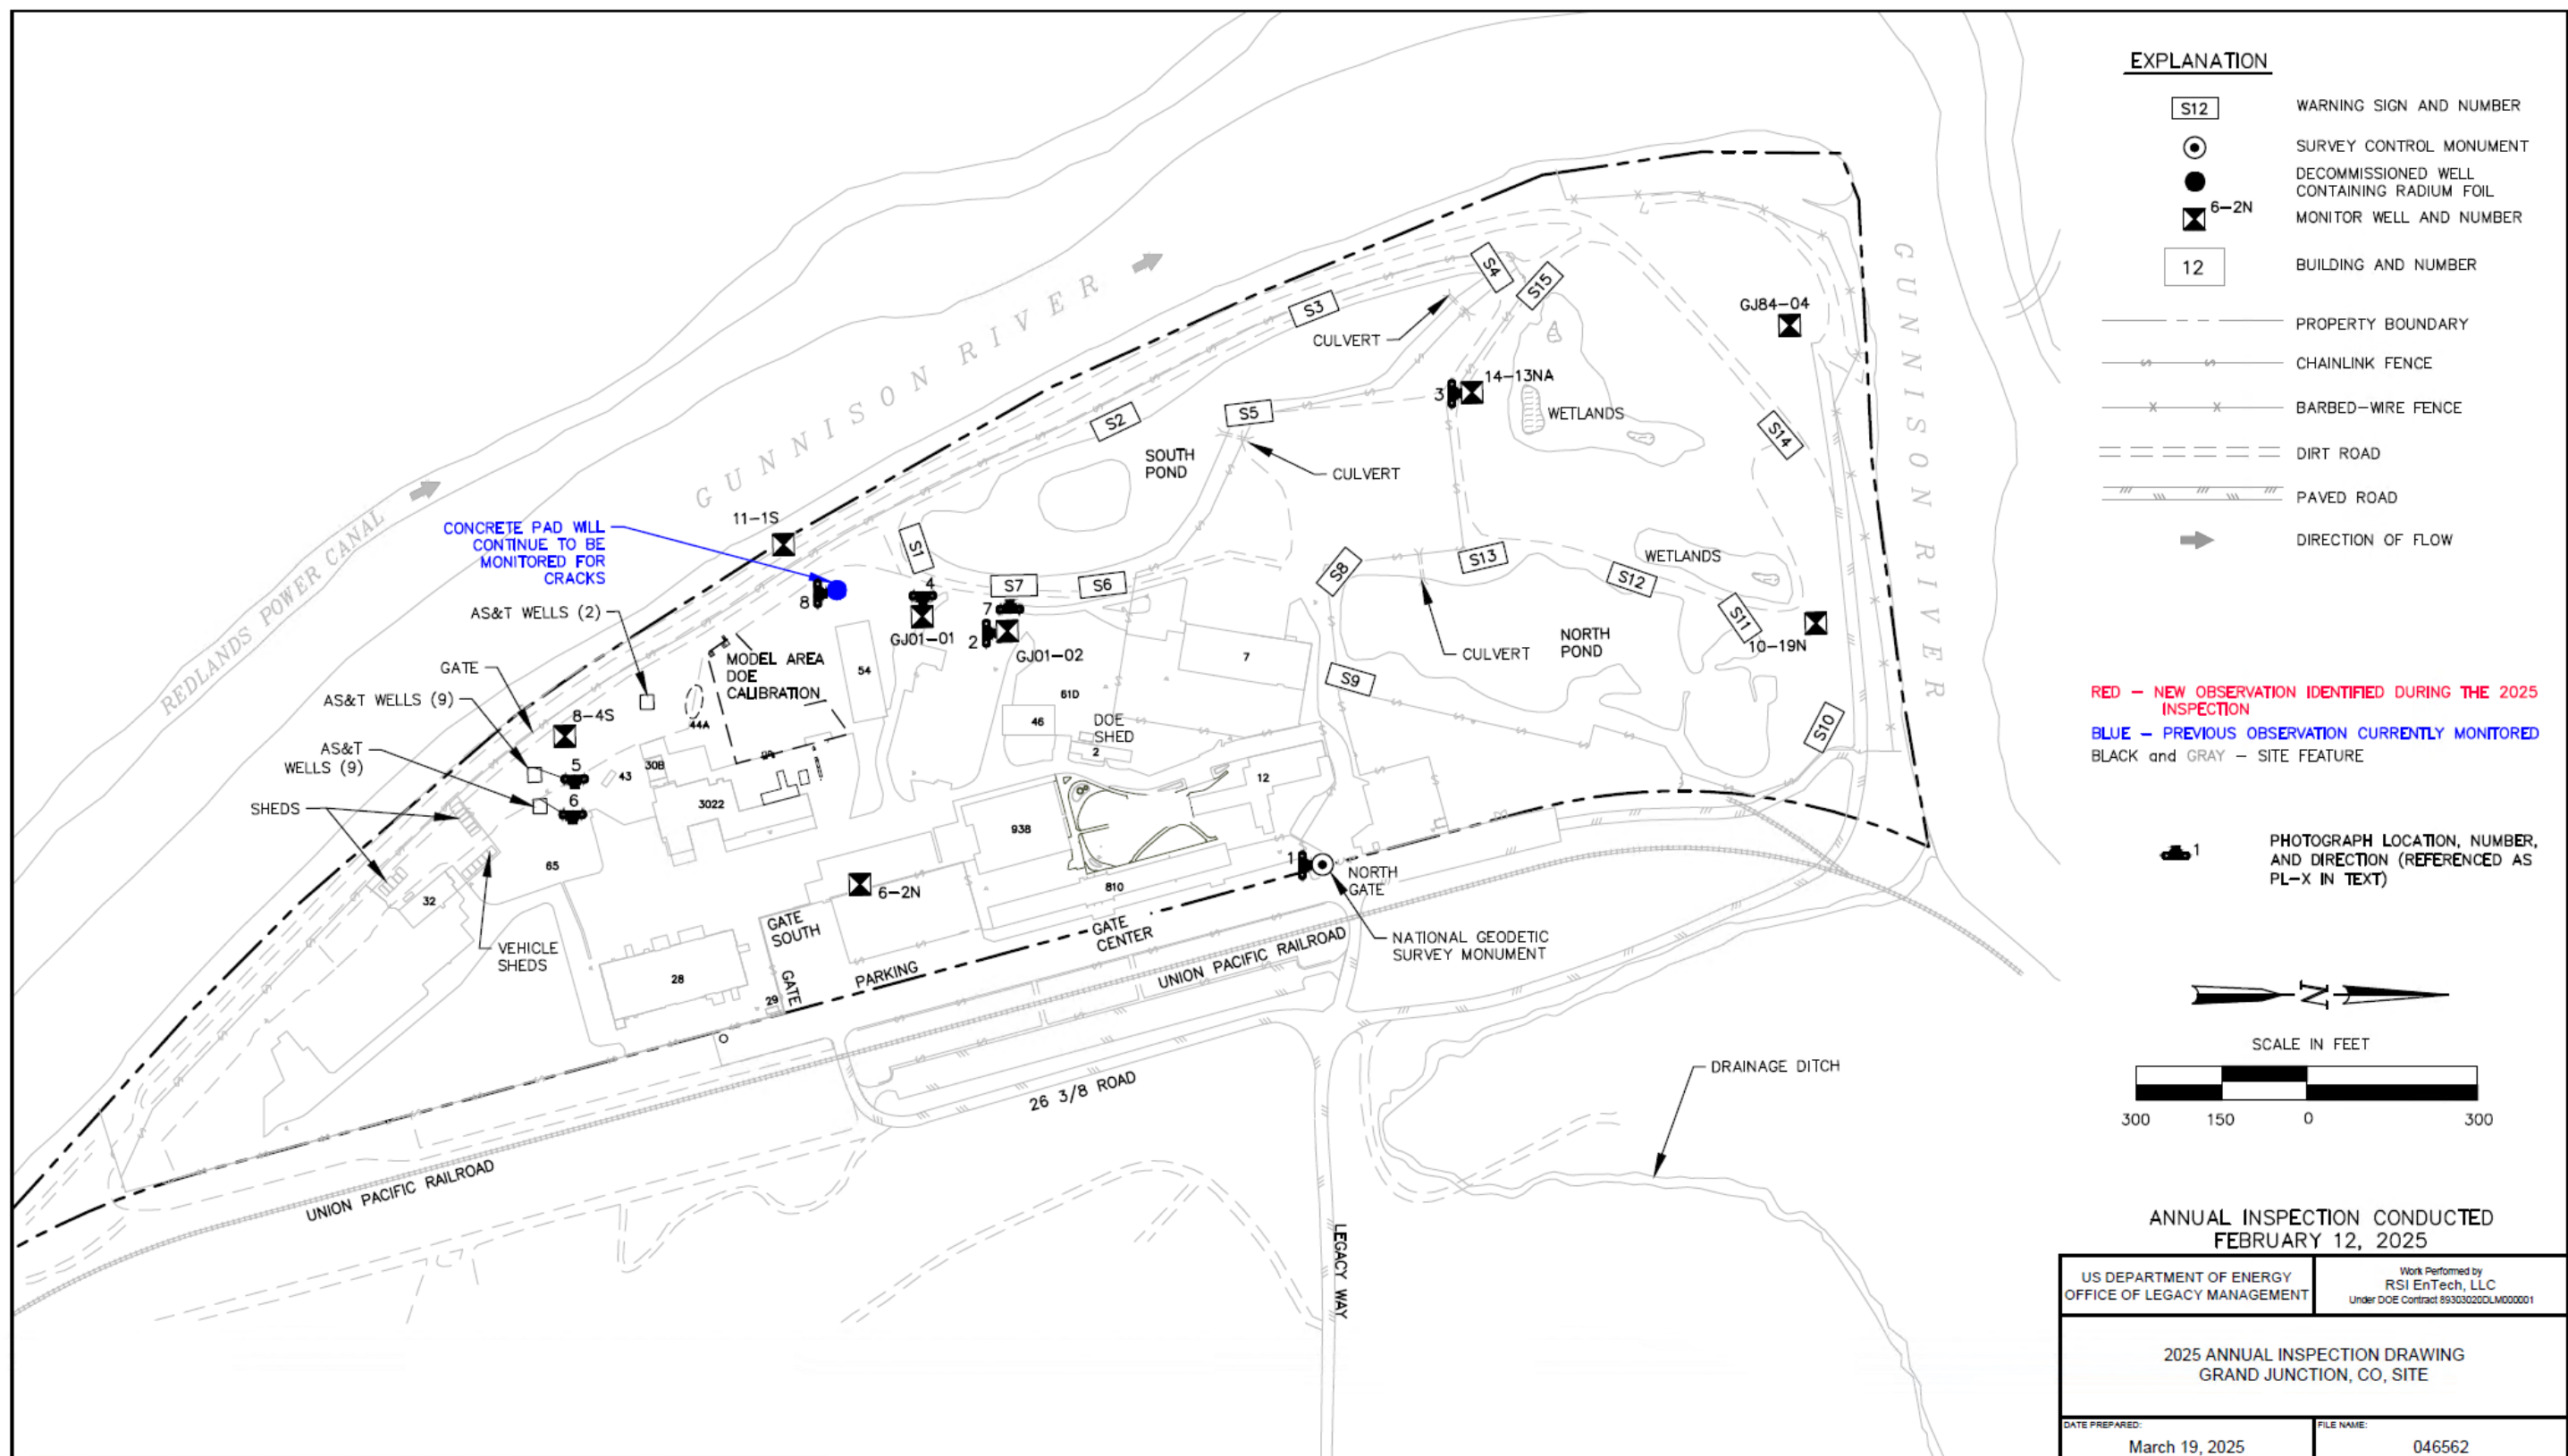 EXPLANATION
S12
WARNING SIGN AND NUMBER
SURVEY CONTROL MONUMENT
DECOMMISSIONED WELL
CONTAINING RADIUM FOIL
6-2N
MONITOR WELL AND NUMBER
12
BUILDING AND NUMBER
PROPERTY BOUNDARY
CHAINLINK FENCE
BARBED-WIRE FENCE
DIRT ROAD
PAVED ROAD
DIRECTION OF FLOW
RED - NEW OBSERVATION IDENTIFIED DURING THE 2025
INSPECTION
BLUE - PREVIOUS OBSERVATION CURRENTLY MONITORED
BLACK and GRAY - SITE FEATURE
1
PHOTOGRAPH LOCATION, NUMBER,
AND DIRECTION (REFERENCED AS
PL-X IN TEXT)
N
SCALE IN FEET
300 150 0 300
ANNUAL INSPECTION CONDUCTED
FEBRUARY 12, 2025
US DEPARTMENT OF ENERGY
OFFICE OF LEGACY MANAGEMENT
Work Performed by
RSI EnTech, LLC
Under DOE Contract 89303020DLM000001
2025 ANNUAL INSPECTION DRAWING
GRAND JUNCTION, CO, SITE
DATE PREPARED:
March 19, 2025
FILE NAME:
046562
GUNNISON RIVER
GUNNISON RIVER
REDLANDS POWER CANAL
S4
S15
S3
CULVERT
GJ84-04
14-13NA
3
WETLANDS
S5
S2
S14
SOUTH
POND
CULVERT
11-1S
CONCRETE PAD WILL
CONTINUE TO BE
MONITORED FOR
CRACKS
8
S1
4
S7
S6
7
GJ01-01
2
GJ01-02
S8
S13
S12
WETLANDS
S11
10-19N
NORTH
POND
CULVERT
S9
S10
AS&T WELLS (2)
GATE
AS&T WELLS (9)
AS&T
WELLS (9)
SHEDS
8-4S
5
6
MODEL AREA
DOE
CALIBRATION
44A
54
7
61D
46
DOE
SHED
2
12
43
30B
3022
938
65
32
VEHICLE
SHEDS
6-2N
810
1
NORTH
GATE
NATIONAL GEODETIC
SURVEY MONUMENT
GATE
SOUTH
GATE
28
29
PARKING
GATE
CENTER
UNION PACIFIC RAILROAD
26 3/8 ROAD
UNION PACIFIC RAILROAD
LEGACY WAY
DRAINAGE DITCH